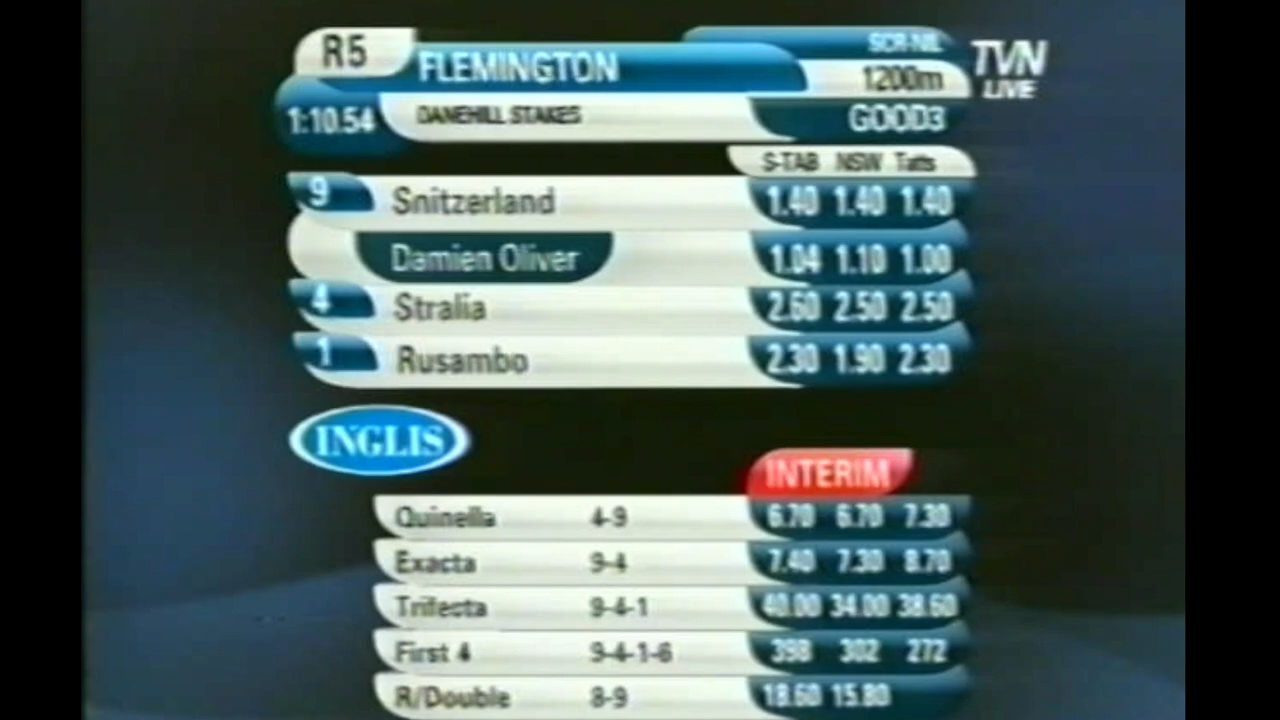 R5 FLEMINGTON SCR-NIL TVN
1200m LIVE
1:10.54 DANEHILL STAKES GOOD3
S-TAB NSW Tatts
9 Snitzerland 1.40 1.40 1.40
Damien Oliver 1.04 1.10 1.00
4 Stralia 2.60 2.50 2.50
1 Rusambo 2.30 1.90 2.30
INGLIS
INTERIM
Quinella 4-9 6.70 6.70 7.30
Exacta 9-4 7.40 7.30 8.70
Trifecta 9-4-1 40.00 34.00 38.60
First 4 9-4-1-6 398 302 272
R/Double 8-9 18.60 15.80